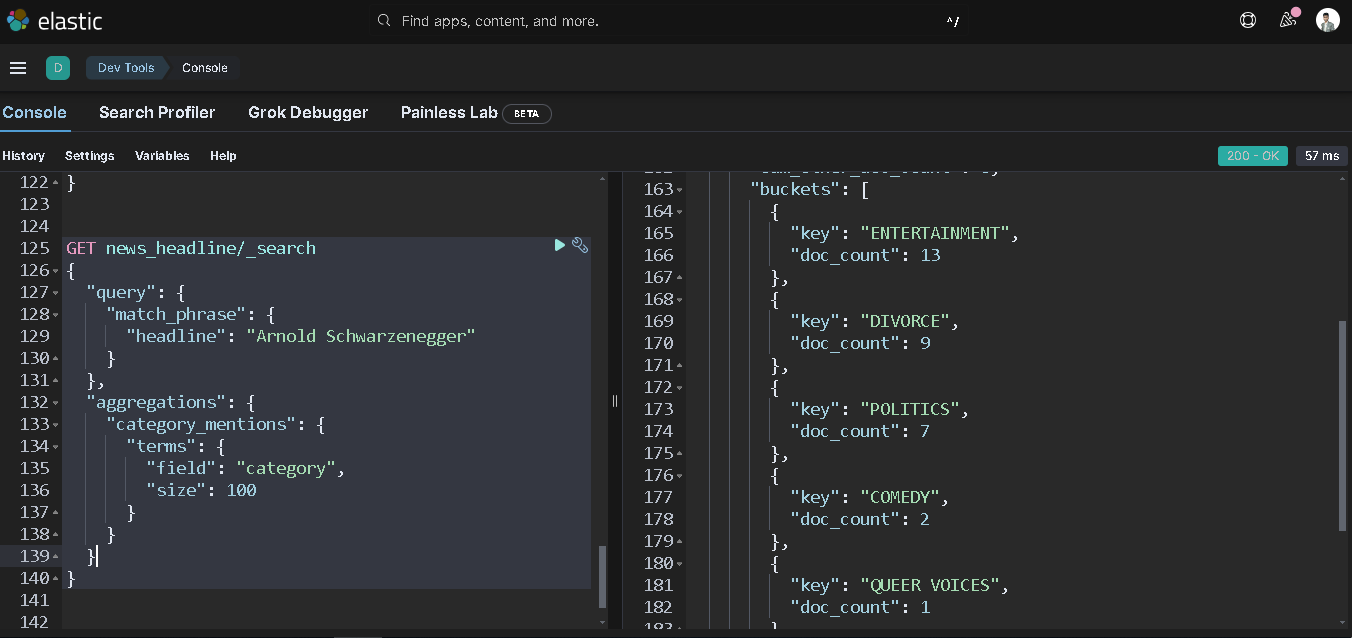 elastic
Find apps, content, and more.
^/
D
Dev Tools
Console
Console
Search Profiler
Grok Debugger
Painless Lab
BETA
History
Settings
Variables
Help
200 - OK
57 ms
122 }
123
124
125 GET news_headline/_search
126 {
127 "query": {
128 "match_phrase": {
129 "headline": "Arnold Schwarzenegger"
130 }
131 },
132 "aggregations": {
133 "category_mentions": {
134 "terms": {
135 "field": "category",
136 "size": 100
137 }
138 }
139 }
140 }
141
142
163 "buckets": [
164 {
165 "key": "ENTERTAINMENT",
166 "doc_count": 13
167 },
168 {
169 "key": "DIVORCE",
170 "doc_count": 9
171 },
172 {
173 "key": "POLITICS",
174 "doc_count": 7
175 },
176 {
177 "key": "COMEDY",
178 "doc_count": 2
179 },
180 {
181 "key": "QUEER VOICES",
182 "doc_count": 1